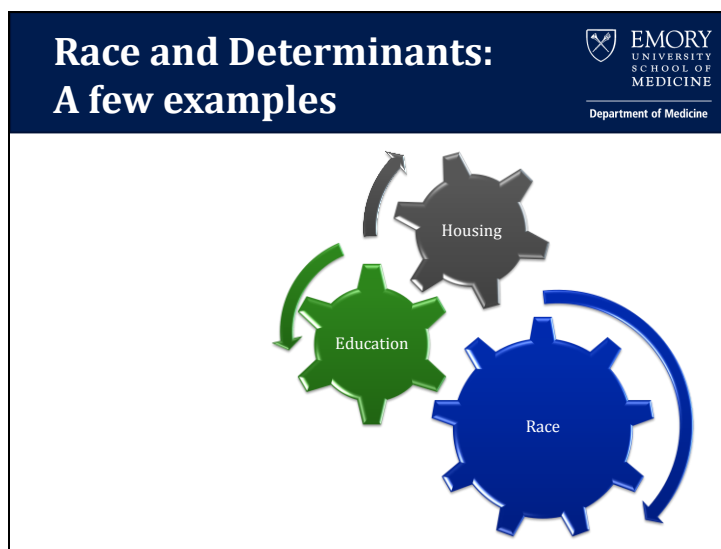 Race and Determinants:
A few examples
EMORY
UNIVERSITY
SCHOOL OF
MEDICINE
Department of Medicine
Housing
Education
Race